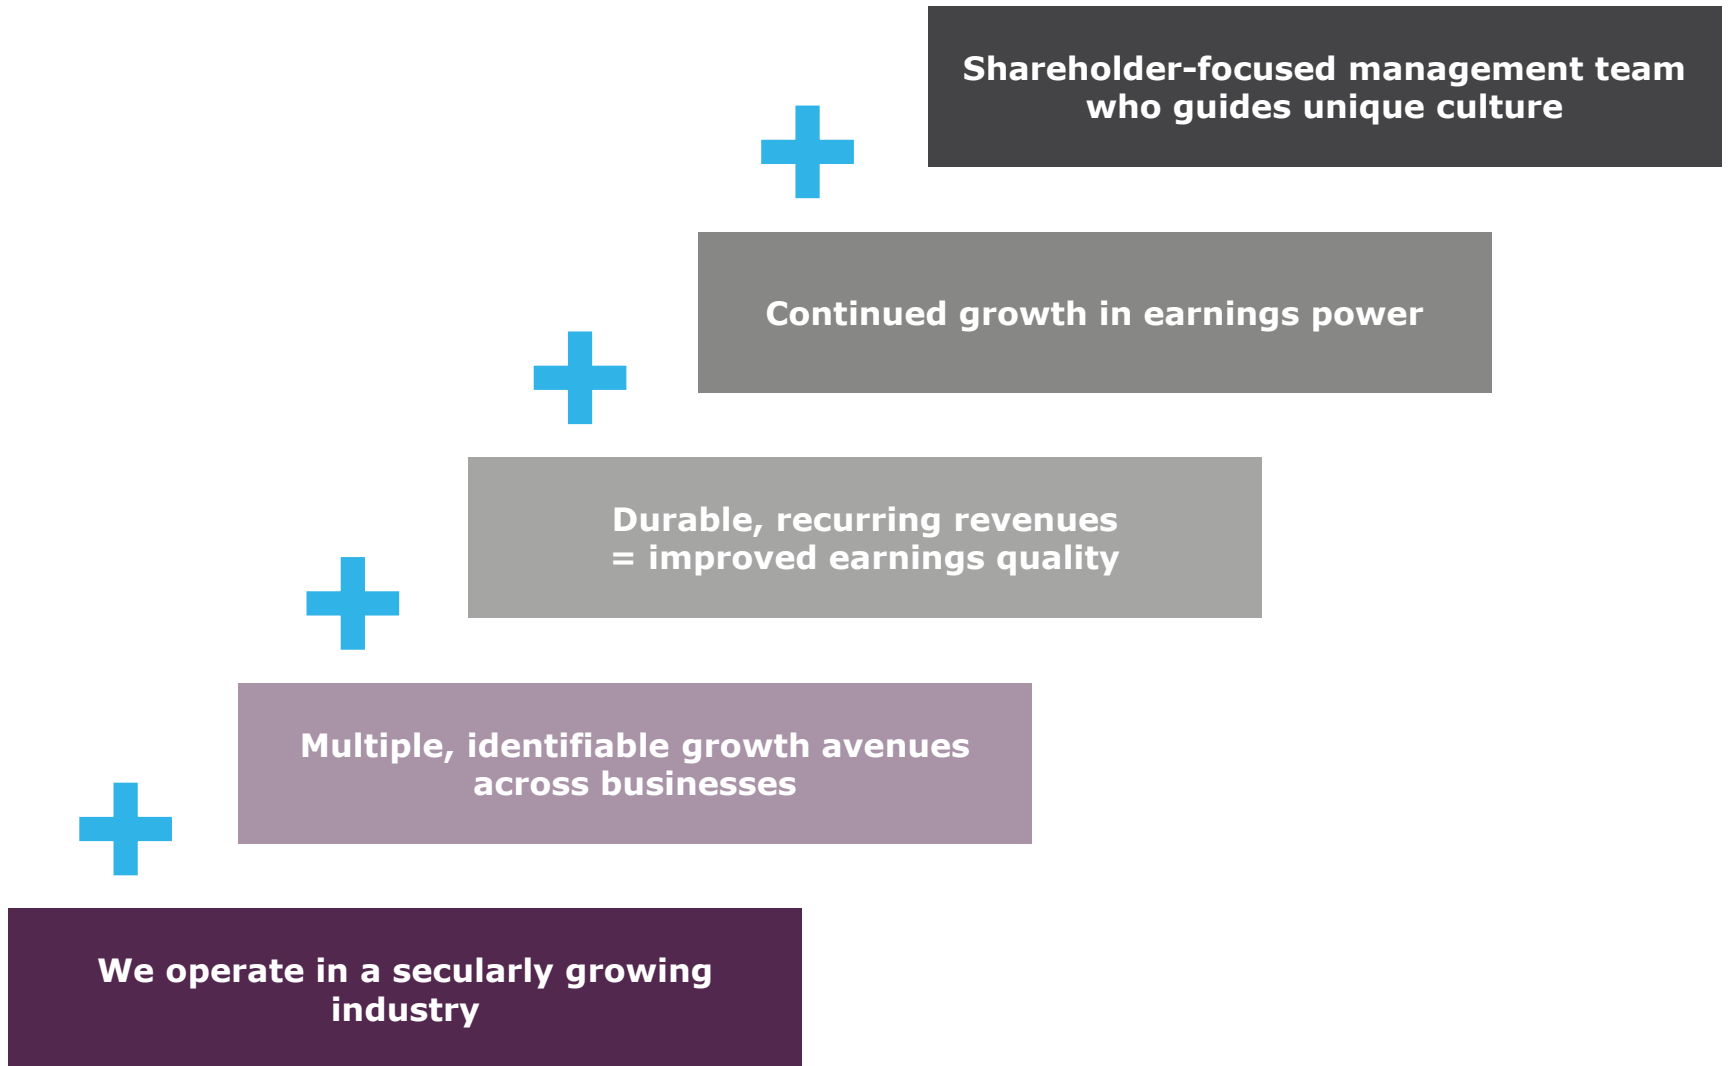 Shareholder-focused management team
who guides unique culture
Continued growth in earnings power
Durable, recurring revenues
= improved earnings quality
Multiple, identifiable growth avenues
across businesses
We operate in a secularly growing
industry